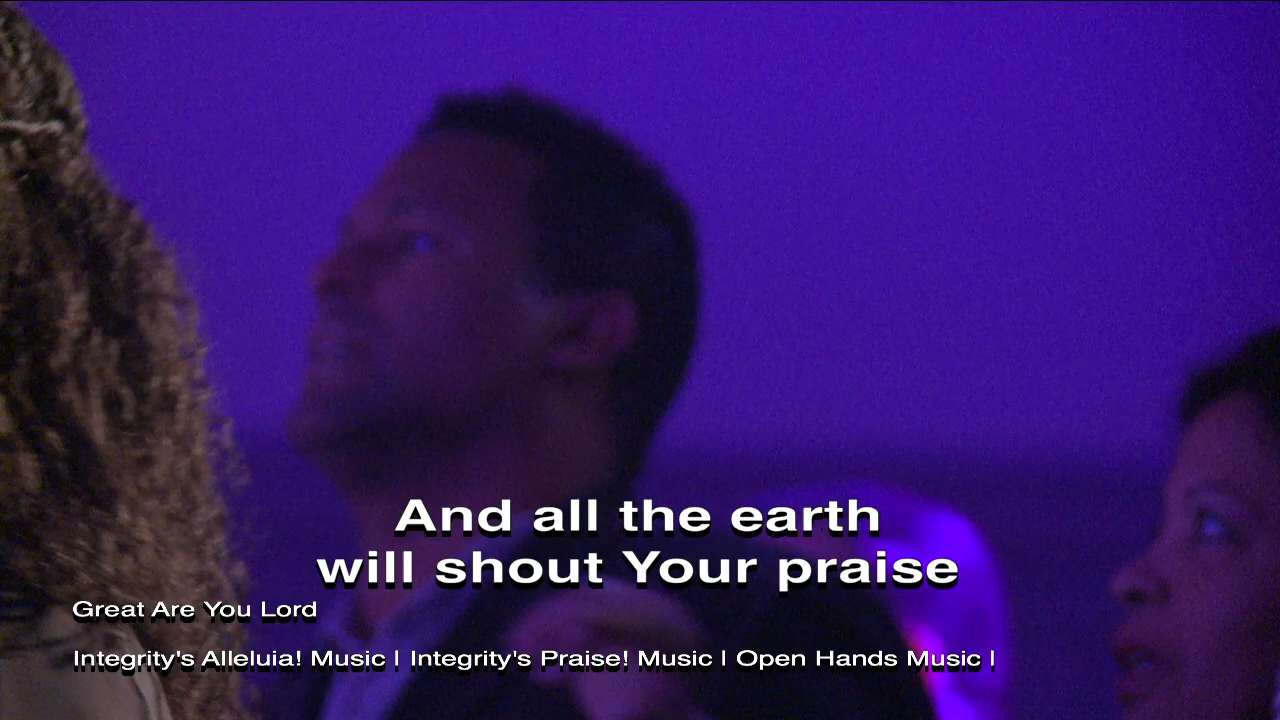 And all the earth
will shout Your praise
Great Are You Lord
Integrity's Alleluia! Music | Integrity's Praise! Music | Open Hands Music |